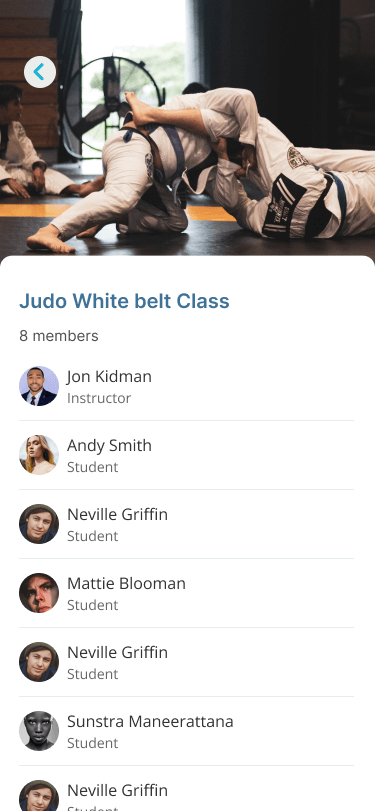 Judo White belt Class
8 members
Jon Kidman
Instructor
Andy Smith
Student
Neville Griffin
Student
Mattie Blooman
Student
Neville Griffin
Student
Sunstra Maneerattana
Student
Neville Griffin
Student